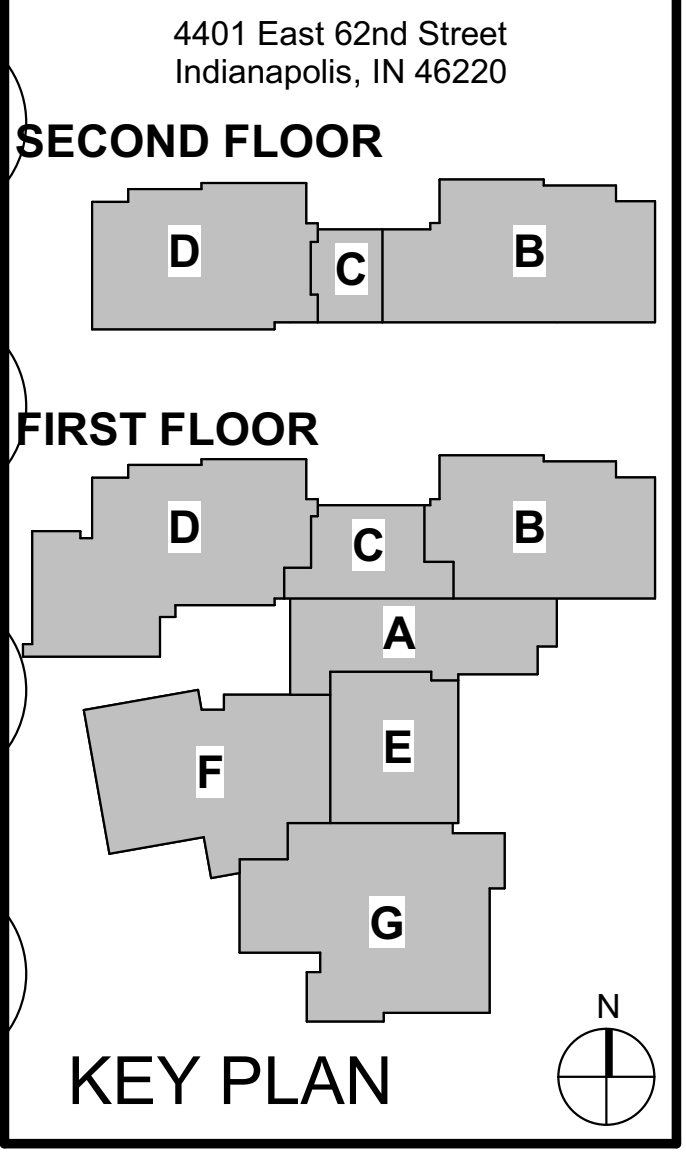 4401 East 62nd Street
Indianapolis, IN 46220
SECOND FLOOR
D
C
B
FIRST FLOOR
D
C
B
A
E
F
G
N
KEY PLAN